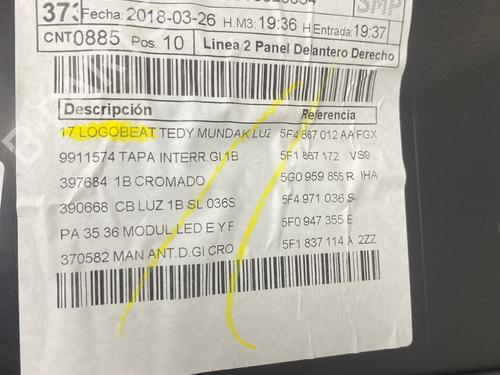 373 Fecha: 2018-03-26 H.M3: 19:36 H.Entrada: 19:37
CNT0885 Pos. 10 Linea 2 Panel Delantero Derecho
Descripción Referencia
17 LOGOBEAT TEDY MUNDAK LUZ 5F4 867 012 AA FGX
9911574 TAPA INTERR.GI 1B 5F1 867 172 VS9
397684 1B CROMADO 5G0 959 855 R IHA
390668 CB LUZ 1B SL 036S 5F4 971 036 S
PA 35 36 MODUL LED E Y F 5F0 947 355 E
370582 MAN ANT.D.GI CRO 5F1 837 114 A 2ZZ